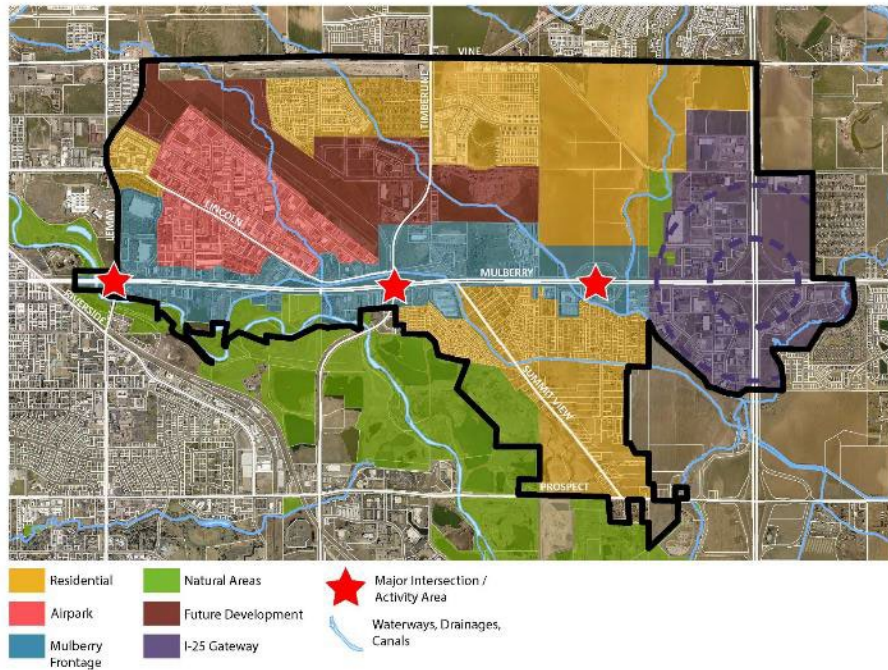 VINE
TIMBERLINE
LEMAY
LINCOLN
MULBERRY
RIVERSIDE
SUMMIT VIEW
PROSPECT
Residential
Natural Areas
Major Intersection /
Activity Area
Airpark
Future Development
Waterways, Drainages,
Canals
Mulberry
Frontage
I-25 Gateway